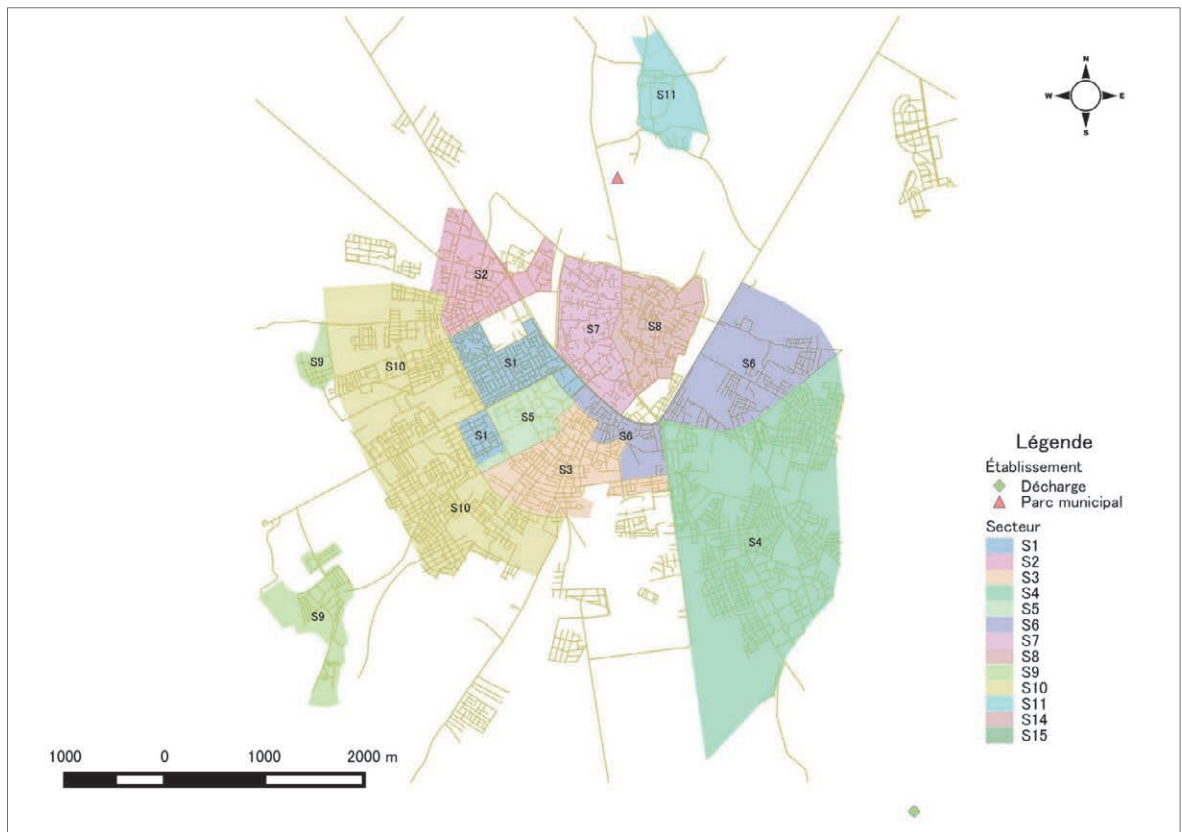 N
W E
S
S11
S2
S7
S8
S6
S9
S10
S1
S5
S1
S6
S3
S10
S4
S9
Légende
Établissement
Décharge
Parc municipal
Secteur
S1
S2
S3
S4
S5
S6
S7
S8
S9
S10
S11
S14
S15
1000 0 1000 2000 m